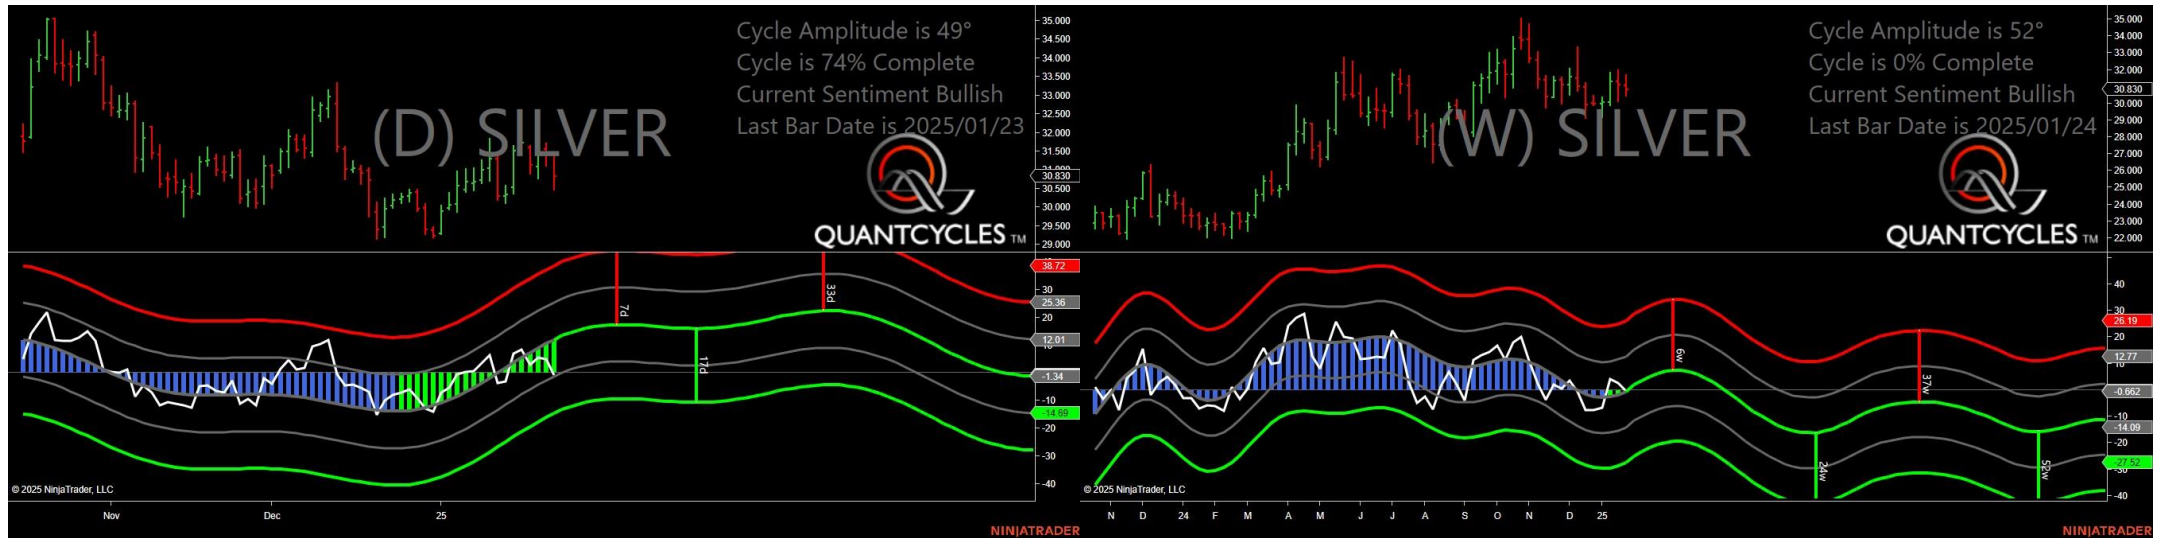 Cycle Amplitude is 49°
Cycle is 74% Complete
Current Sentiment Bullish
Last Bar Date is 2025/01/23
(D) SILVER
QUANTCYCLES TM
35.000
34.500
34.000
33.500
33.000
32.500
32.000
31.500
31.000
30.830
30.500
30.000
29.500
29.000
38.72
30
25.36
20
12.01
-1.34
-10
-14.69
-20
-30
-40
7d
17d
33d
© 2025 NinjaTrader, LLC
Nov
Dec
25
NINJATRADER
Cycle Amplitude is 52°
Cycle is 0% Complete
Current Sentiment Bullish
Last Bar Date is 2025/01/24
(W) SILVER
QUANTCYCLES TM
35.000
34.000
33.000
32.000
30.830
30.000
29.000
28.000
27.000
26.000
25.000
24.000
23.000
22.000
40
30
26.19
20
12.77
10
-0.662
-10
-14.09
-20
-27.52
-30
-40
6w
24w
37w
52w
© 2025 NinjaTrader, LLC
N
D
24
F
M
A
M
J
J
A
S
O
N
D
25
NINJATRADER